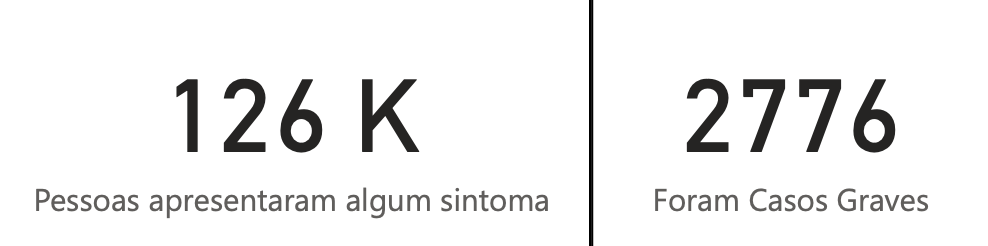 126 K
Pessoas apresentaram algum sintoma
2776
Foram Casos Graves